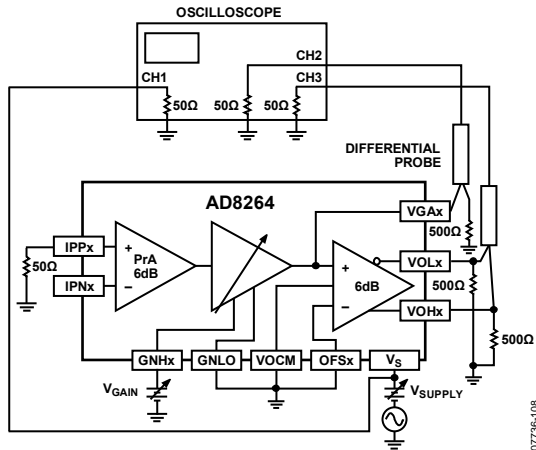 OSCILLOSCOPE
CH2
CH1
CH3
50Ω
50Ω
50Ω
DIFFERENTIAL
PROBE
AD8264
VGAx
500Ω
IPPx
+
+
VOLx
PrA
6dB
6dB
50Ω
IPNx
–
–
500Ω
VOHx
500Ω
GNHx
GNLO
VOCM
OFSx
VS
VGAIN
VSUPPLY
07736-108